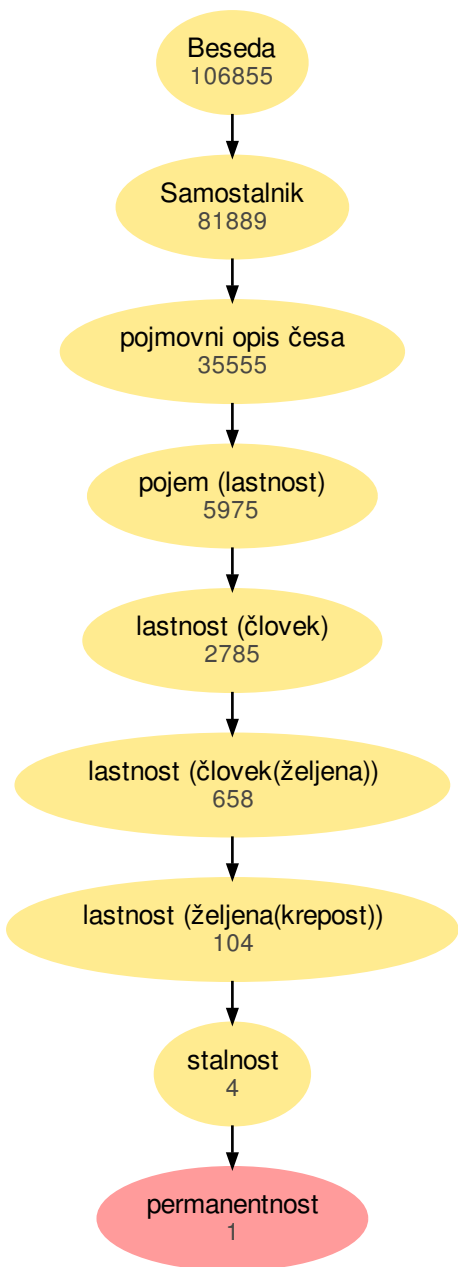 Beseda
106855
Samostalnik
81889
pojmovni opis česa
35555
pojem (lastnost)
5975
lastnost (človek)
2785
lastnost (človek(željena))
658
lastnost (željena(krepost))
104
stalnost
4
permanentnost
1